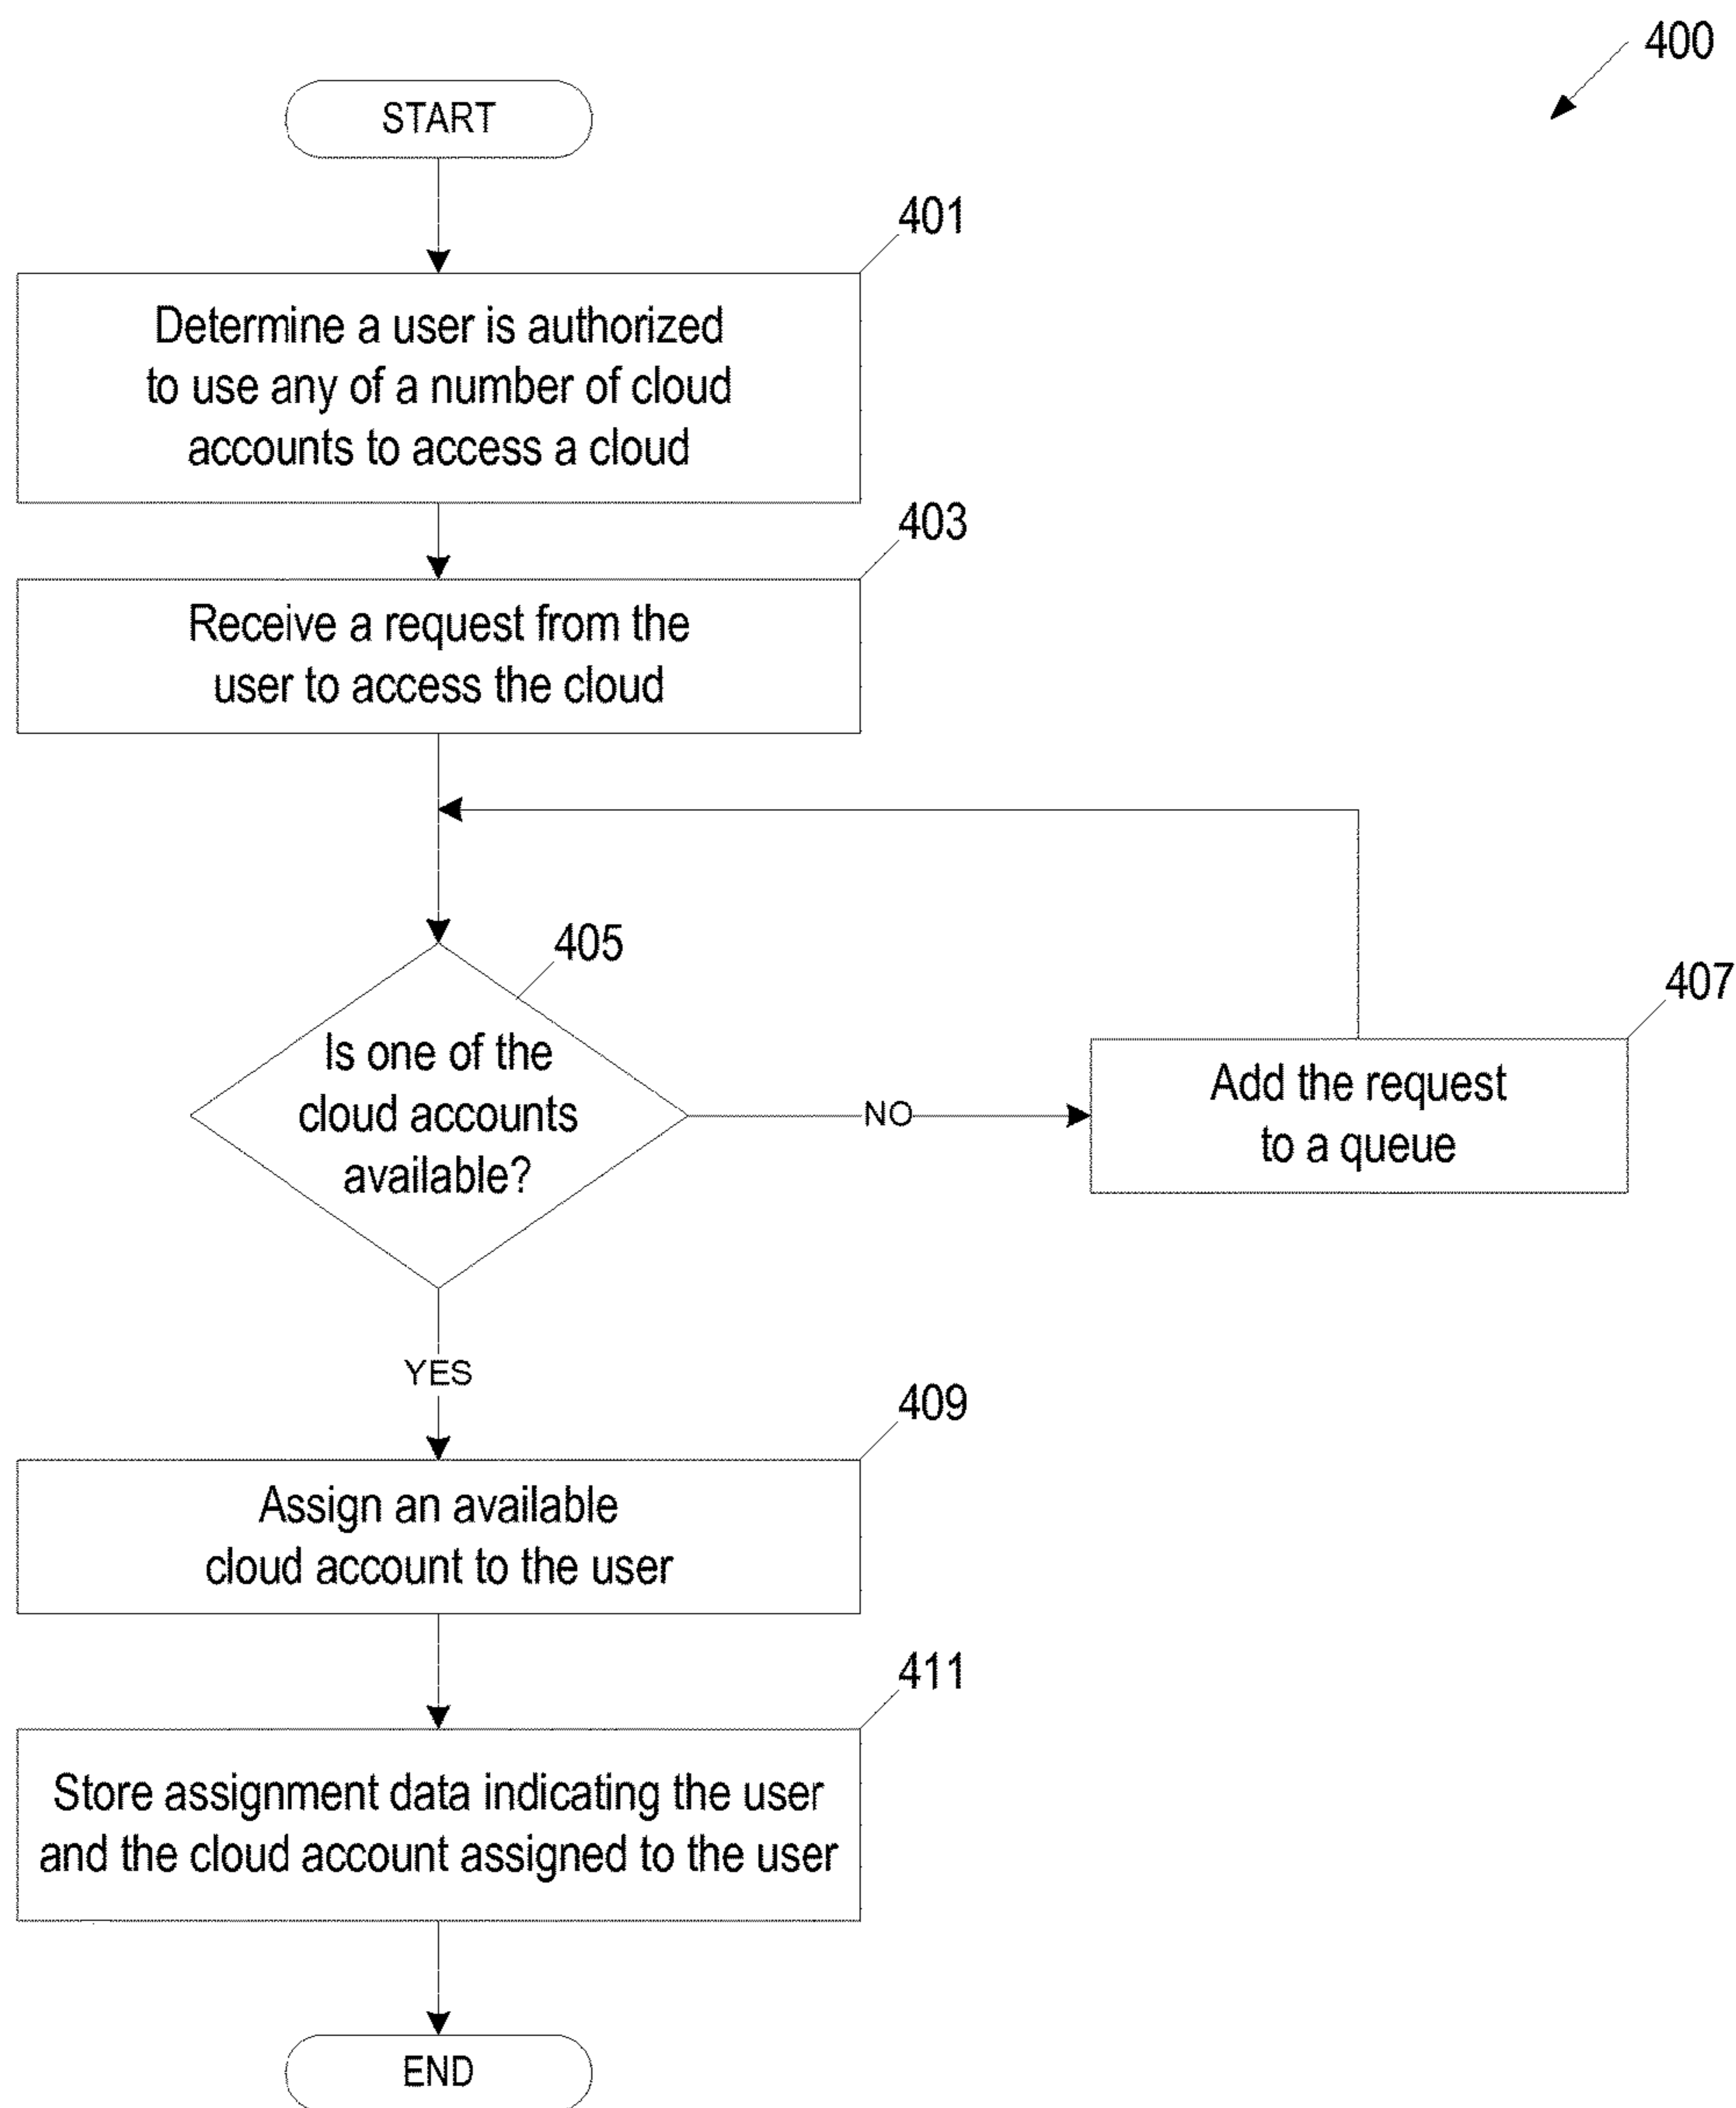 400
START
401
Determine a user is authorized
to use any of a number of cloud
accounts to access a cloud
403
Receive a request from the
user to access the cloud
405
Is one of the
cloud accounts
available?
NO
407
Add the request
to a queue
YES
409
Assign an available
cloud account to the user
411
Store assignment data indicating the user
and the cloud account assigned to the user
END